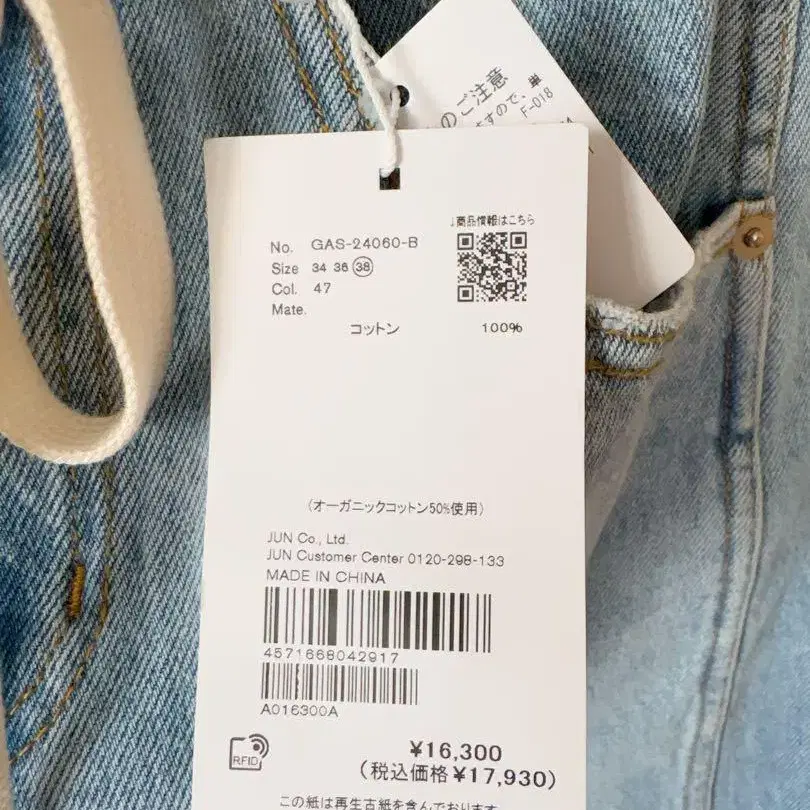 のご注意
ますので、単
F-018
↓商品情報はこちら
No. GAS-24060-B
Size 34 36 38
Col. 47
Mate.
コットン 100%
(オーガニックコットン50%使用)
JUN Co., Ltd.
JUN Customer Center 0120-298-133
MADE IN CHINA
4571668042917
A016300A
RFID
¥16,300
(税込価格¥17,930)
この紙は再生古紙を含んでおります